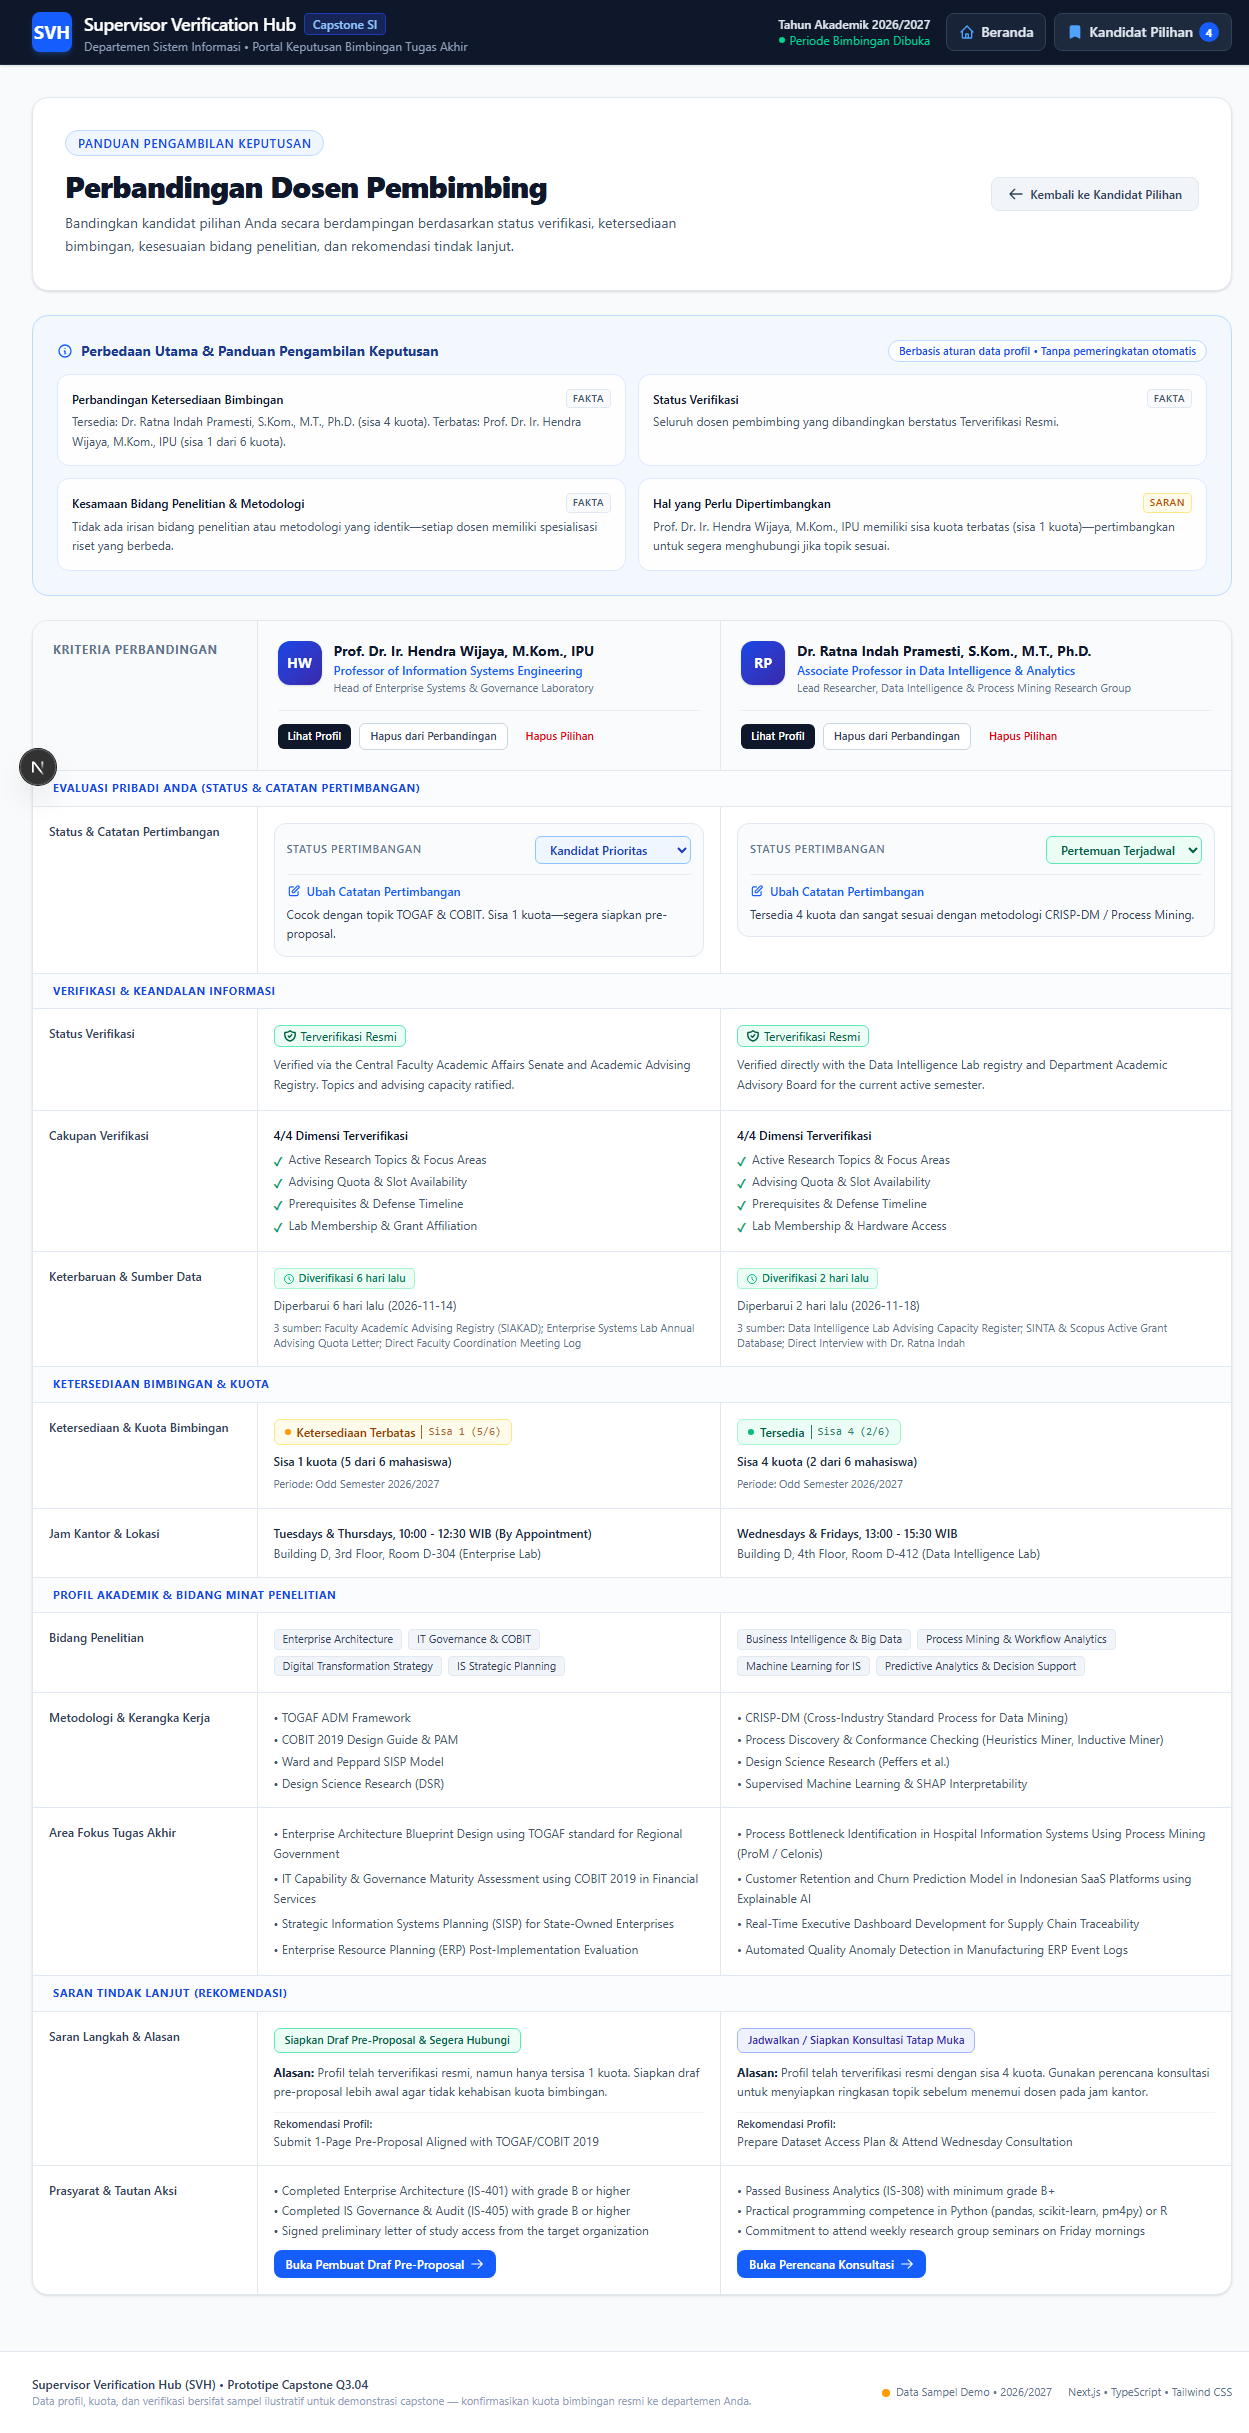 SVH
Supervisor Verification Hub
Capstone SI
Departemen Sistem Informasi • Portal Keputusan Bimbingan Tugas Akhir
Tahun Akademik 2026/2027
Periode Bimbingan Dibuka
Beranda
Kandidat Pilihan 4
PANDUAN PENGAMBILAN KEPUTUSAN
Perbandingan Dosen Pembimbing
Bandingkan kandidat pilihan Anda secara berdampingan berdasarkan status verifikasi, ketersediaan
bimbingan, kesesuaian bidang penelitian, dan rekomendasi tindak lanjut.
← Kembali ke Kandidat Pilihan
Perbedaan Utama & Panduan Pengambilan Keputusan
Berbasis aturan data profil • Tanpa pemeringkatan otomatis
Perbandingan Ketersediaan Bimbingan
FAKTA
Tersedia: Dr. Ratna Indah Pramesti, S.Kom., M.T., Ph.D. (sisa 4 kuota). Terbatas: Prof. Dr. Ir. Hendra
Wijaya, M.Kom., IPU (sisa 1 dari 6 kuota).
Status Verifikasi
FAKTA
Seluruh dosen pembimbing yang dibandingkan berstatus Terverifikasi Resmi.
Kesamaan Bidang Penelitian & Metodologi
FAKTA
Tidak ada irisan bidang penelitian atau metodologi yang identik—setiap dosen memiliki spesialisasi
riset yang berbeda.
Hal yang Perlu Dipertimbangkan
SARAN
Prof. Dr. Ir. Hendra Wijaya, M.Kom., IPU memiliki sisa kuota terbatas (sisa 1 kuota)—pertimbangkan
untuk segera menghubungi jika topik sesuai.
KRITERIA PERBANDINGAN
HW
Prof. Dr. Ir. Hendra Wijaya, M.Kom., IPU
Professor of Information Systems Engineering
Head of Enterprise Systems & Governance Laboratory
Lihat Profil
Hapus dari Perbandingan
Hapus Pilihan
RP
Dr. Ratna Indah Pramesti, S.Kom., M.T., Ph.D.
Associate Professor in Data Intelligence & Analytics
Lead Researcher, Data Intelligence & Process Mining Research Group
Lihat Profil
Hapus dari Perbandingan
Hapus Pilihan
N
EVALUASI PRIBADI ANDA (STATUS & CATATAN PERTIMBANGAN)
Status & Catatan Pertimbangan
STATUS PERTIMBANGAN
Kandidat Prioritas
Ubah Catatan Pertimbangan
Cocok dengan topik TOGAF & COBIT. Sisa 1 kuota—segera siapkan pre-
proposal.
STATUS PERTIMBANGAN
Pertemuan Terjadwal
Ubah Catatan Pertimbangan
Tersedia 4 kuota dan sangat sesuai dengan metodologi CRISP-DM / Process Mining.
VERIFIKASI & KEANDALAN INFORMASI
Status Verifikasi
Terverifikasi Resmi
Verified via the Central Faculty Academic Affairs Senate and Academic Advising
Registry. Topics and advising capacity ratified.
Terverifikasi Resmi
Verified directly with the Data Intelligence Lab registry and Department Academic
Advisory Board for the current active semester.
Cakupan Verifikasi
4/4 Dimensi Terverifikasi
✓ Active Research Topics & Focus Areas
✓ Advising Quota & Slot Availability
✓ Prerequisites & Defense Timeline
✓ Lab Membership & Grant Affiliation
4/4 Dimensi Terverifikasi
✓ Active Research Topics & Focus Areas
✓ Advising Quota & Slot Availability
✓ Prerequisites & Defense Timeline
✓ Lab Membership & Hardware Access
Keterbaruan & Sumber Data
Diverifikasi 6 hari lalu
Diperbarui 6 hari lalu (2026-11-14)
3 sumber: Faculty Academic Advising Registry (SIAKAD); Enterprise Systems Lab Annual
Advising Quota Letter; Direct Faculty Coordination Meeting Log
Diverifikasi 2 hari lalu
Diperbarui 2 hari lalu (2026-11-18)
3 sumber: Data Intelligence Lab Advising Capacity Register; SINTA & Scopus Active Grant
Database; Direct Interview with Dr. Ratna Indah
KETERSEDIAAN BIMBINGAN & KUOTA
Ketersediaan & Kuota Bimbingan
Ketersediaan Terbatas | Sisa 1 (5/6)
Sisa 1 kuota (5 dari 6 mahasiswa)
Periode: Odd Semester 2026/2027
Tersedia | Sisa 4 (2/6)
Sisa 4 kuota (2 dari 6 mahasiswa)
Periode: Odd Semester 2026/2027
Jam Kantor & Lokasi
Tuesdays & Thursdays, 10:00 - 12:30 WIB (By Appointment)
Building D, 3rd Floor, Room D-304 (Enterprise Lab)
Wednesdays & Fridays, 13:00 - 15:30 WIB
Building D, 4th Floor, Room D-412 (Data Intelligence Lab)
PROFIL AKADEMIK & BIDANG MINAT PENELITIAN
Bidang Penelitian
Enterprise Architecture
IT Governance & COBIT
Digital Transformation Strategy
IS Strategic Planning
Business Intelligence & Big Data
Process Mining & Workflow Analytics
Machine Learning for IS
Predictive Analytics & Decision Support
Metodologi & Kerangka Kerja
• TOGAF ADM Framework
• COBIT 2019 Design Guide & PAM
• Ward and Peppard SISP Model
• Design Science Research (DSR)
• CRISP-DM (Cross-Industry Standard Process for Data Mining)
• Process Discovery & Conformance Checking (Heuristics Miner, Inductive Miner)
• Design Science Research (Peffers et al.)
• Supervised Machine Learning & SHAP Interpretability
Area Fokus Tugas Akhir
• Enterprise Architecture Blueprint Design using TOGAF standard for Regional
Government
• IT Capability & Governance Maturity Assessment using COBIT 2019 in Financial
Services
• Strategic Information Systems Planning (SISP) for State-Owned Enterprises
• Enterprise Resource Planning (ERP) Post-Implementation Evaluation
• Process Bottleneck Identification in Hospital Information Systems Using Process Mining
(ProM / Celonis)
• Customer Retention and Churn Prediction Model in Indonesian SaaS Platforms using
Explainable AI
• Real-Time Executive Dashboard Development for Supply Chain Traceability
• Automated Quality Anomaly Detection in Manufacturing ERP Event Logs
SARAN TINDAK LANJUT (REKOMENDASI)
Saran Langkah & Alasan
Siapkan Draf Pre-Proposal & Segera Hubungi
Alasan: Profil telah terverifikasi resmi, namun hanya tersisa 1 kuota. Siapkan draf
pre-proposal lebih awal agar tidak kehabisan kuota bimbingan.
Rekomendasi Profil:
Submit 1-Page Pre-Proposal Aligned with TOGAF/COBIT 2019
Jadwalkan / Siapkan Konsultasi Tatap Muka
Alasan: Profil telah terverifikasi resmi dengan sisa 4 kuota. Gunakan perencana konsultasi
untuk menyiapkan ringkasan topik sebelum menemui dosen pada jam kantor.
Rekomendasi Profil:
Prepare Dataset Access Plan & Attend Wednesday Consultation
Prasyarat & Tautan Aksi
• Completed Enterprise Architecture (IS-401) with grade B or higher
• Completed IS Governance & Audit (IS-405) with grade B or higher
• Signed preliminary letter of study access from the target organization
Buka Pembuat Draf Pre-Proposal →
• Passed Business Analytics (IS-308) with minimum grade B+
• Practical programming competence in Python (pandas, scikit-learn, pm4py) or R
• Commitment to attend weekly research group seminars on Friday mornings
Buka Perencana Konsultasi →
Supervisor Verification Hub (SVH) • Prototipe Capstone Q3.04
Data profil, kuota, dan verifikasi bersifat sampel ilustratif untuk demonstrasi capstone — konfirmasikan kuota bimbingan resmi ke departemen Anda.
Data Sampel Demo • 2026/2027
Next.js • TypeScript • Tailwind CSS